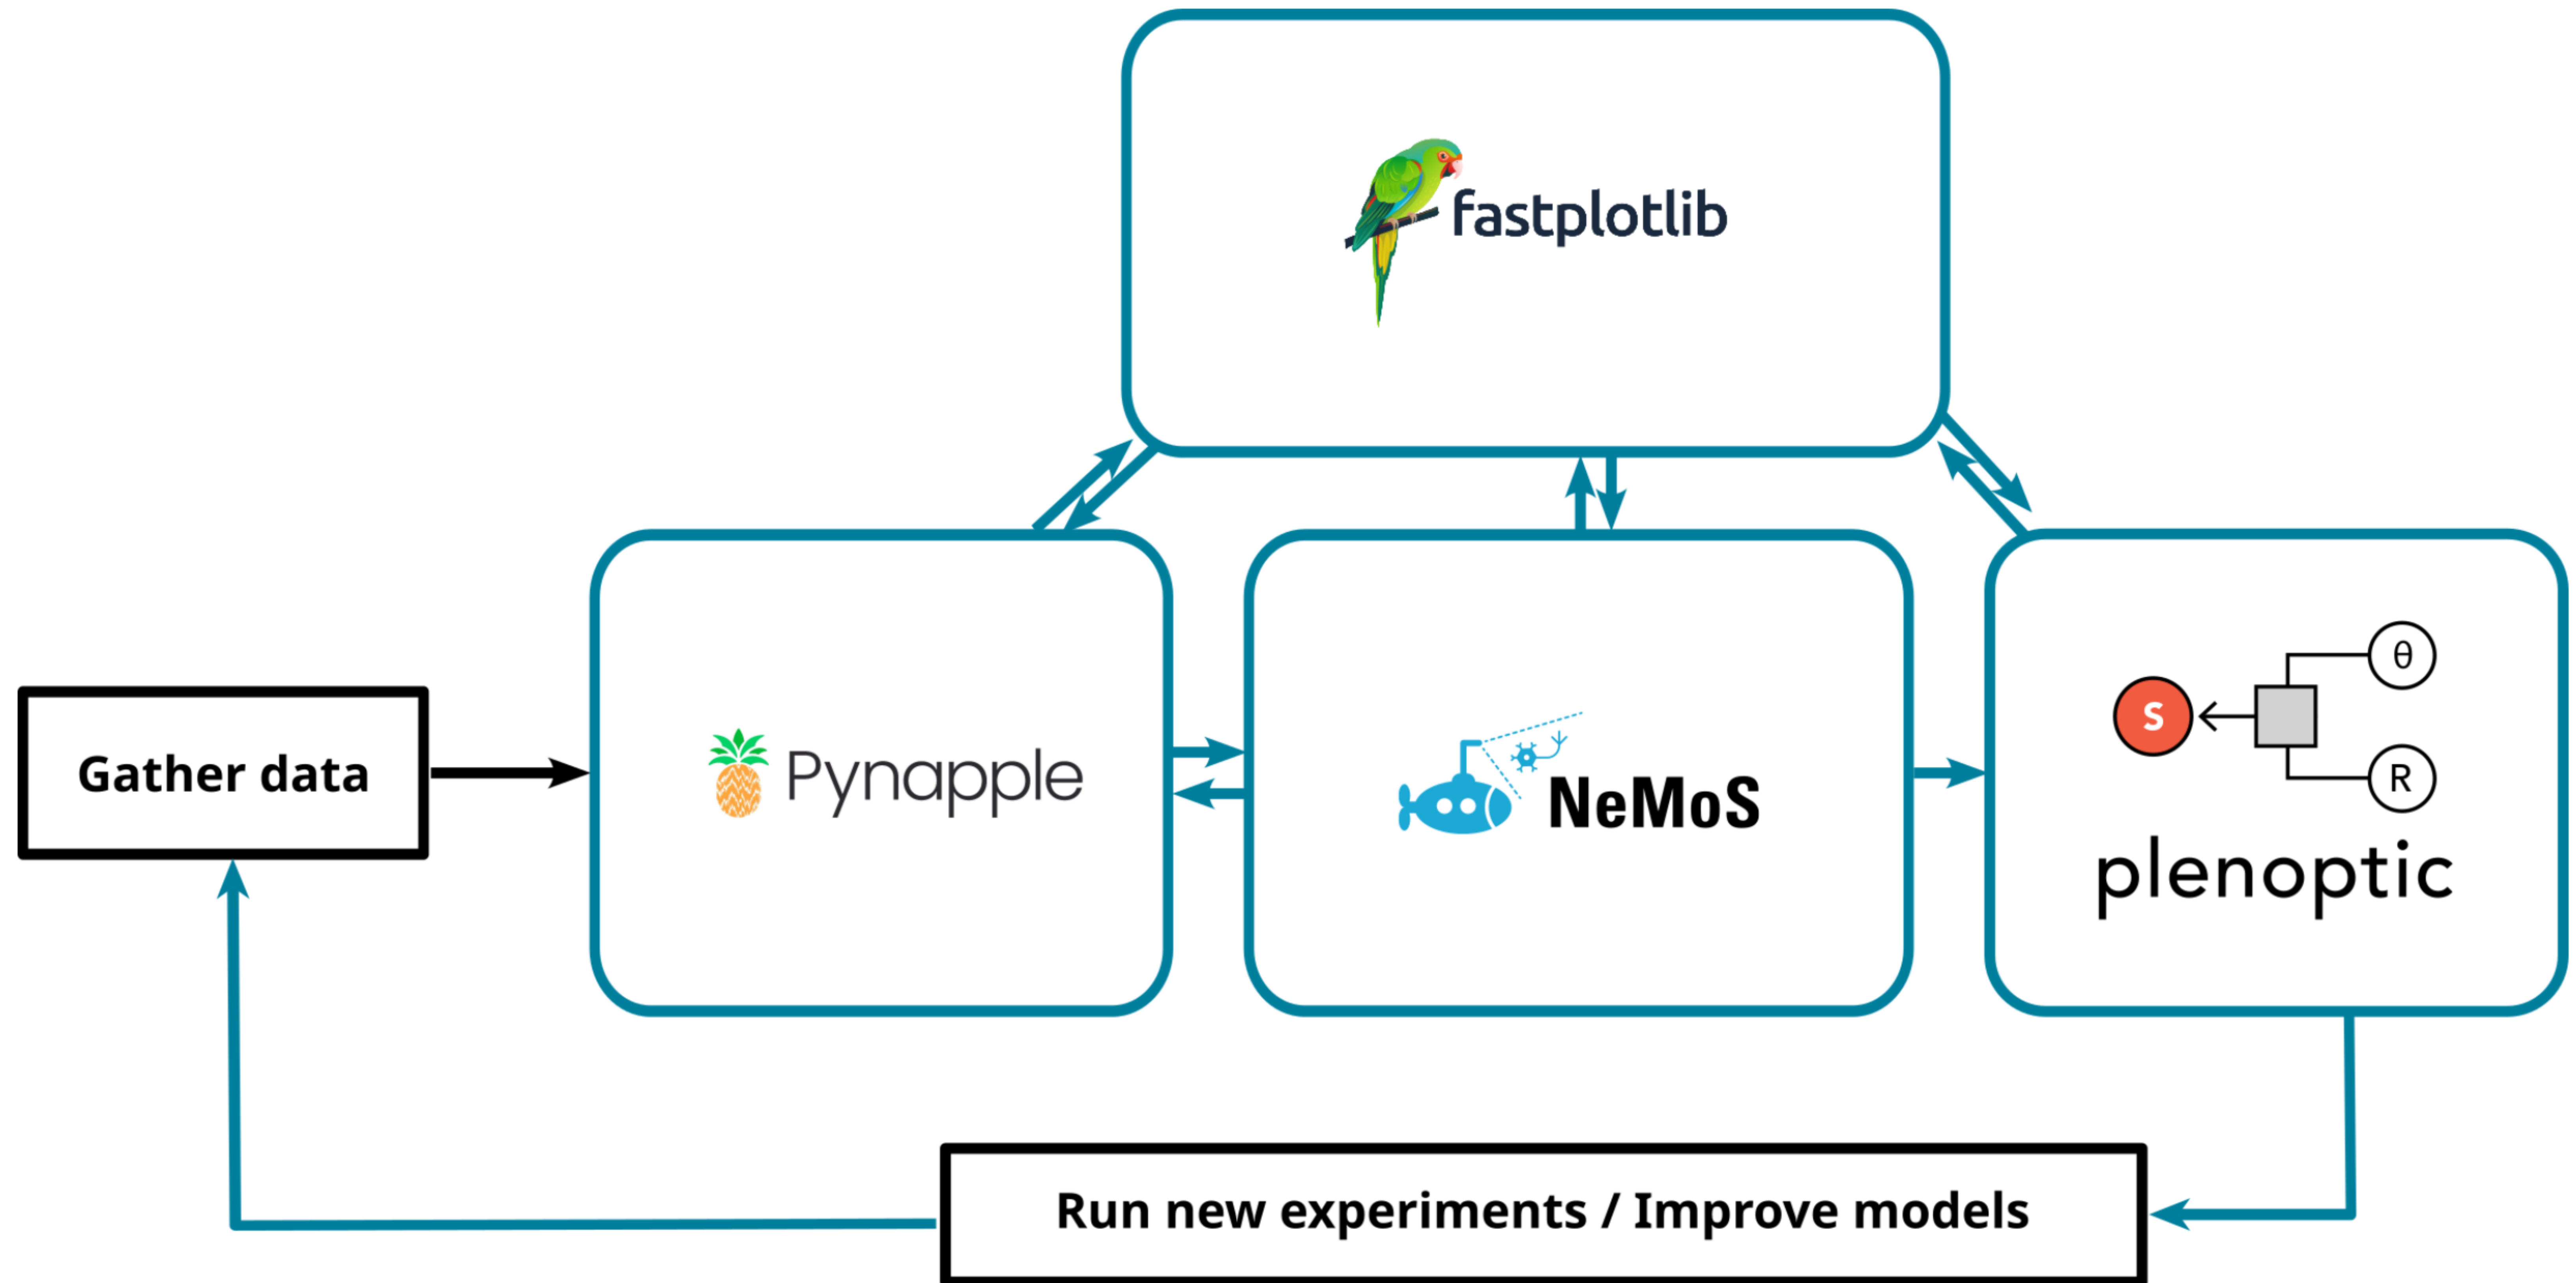 fastplotlib
Gather data
Pynapple
NeMoS
θ
S
R
plenoptic
Run new experiments / Improve models